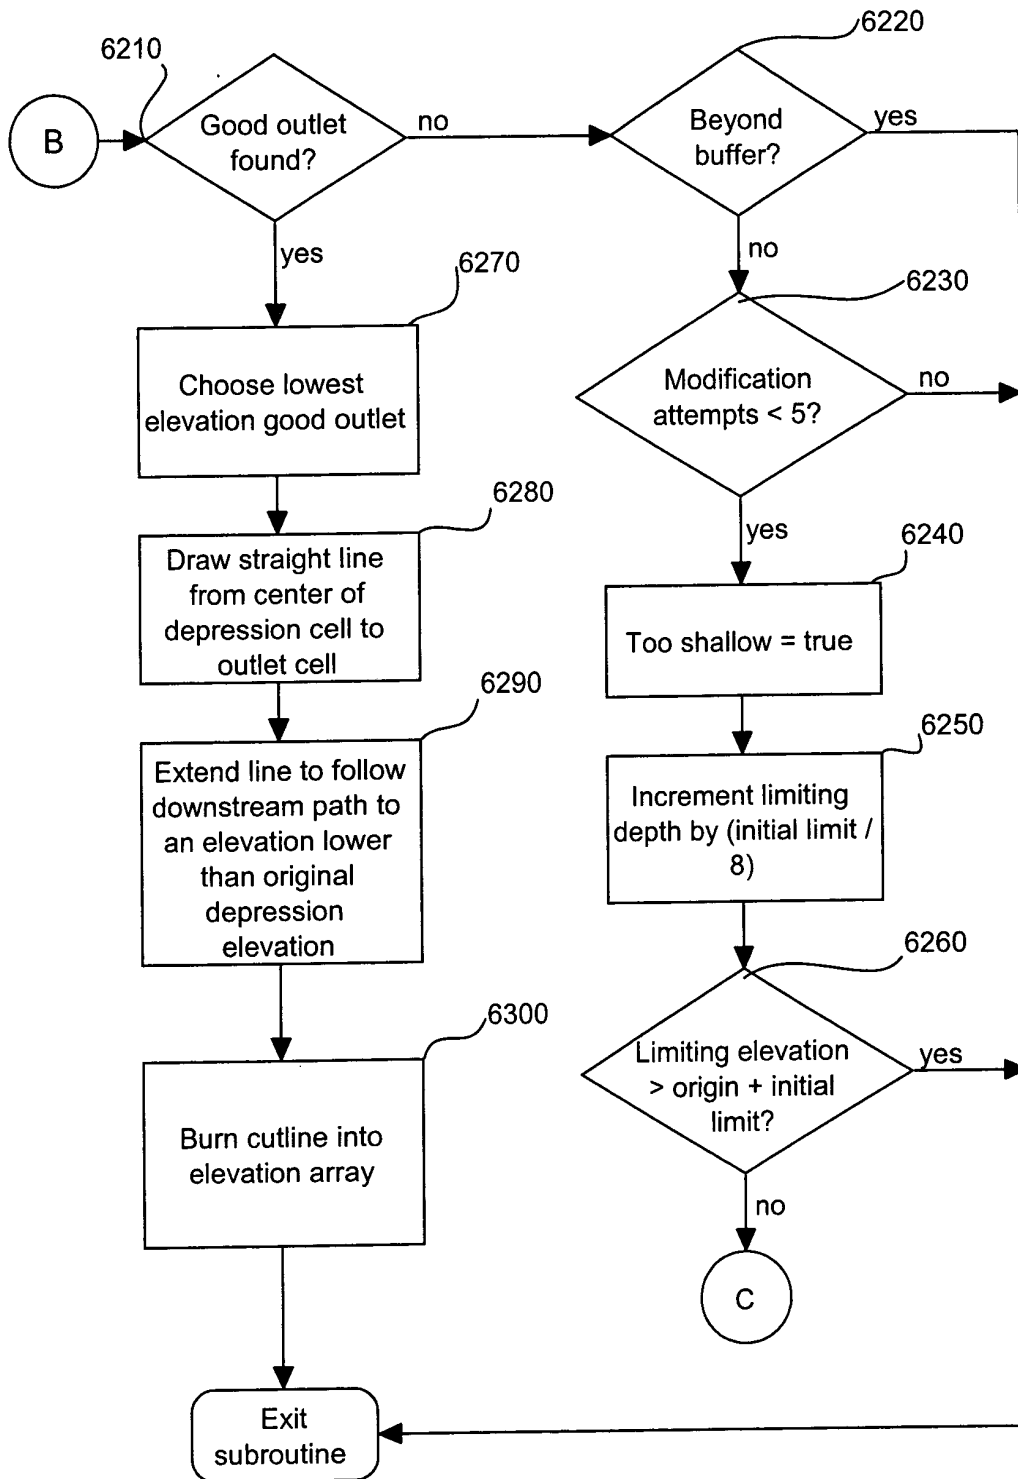 6210
B
Good outlet
found?
no
6220
Beyond
buffer?
yes
yes
no
6270
Choose lowest
elevation good outlet
6230
Modification
attempts < 5?
no
yes
6280
Draw straight line
from center of
depression cell to
outlet cell
6240
Too shallow = true
6290
Extend line to follow
downstream path to
an elevation lower
than original
depression
elevation
6250
Increment limiting
depth by (initial limit /
8)
6260
Limiting elevation
> origin + initial
limit?
yes
no
C
6300
Burn cutline into
elevation array
Exit
subroutine